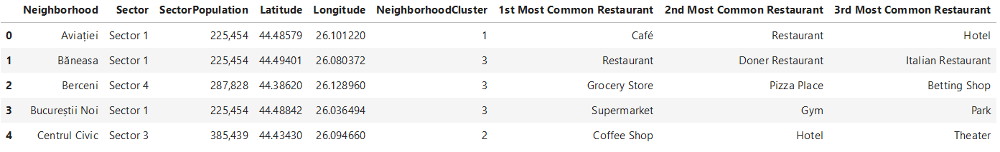 Neighborhood Sector SectorPopulation Latitude Longitude NeighborhoodCluster 1st Most Common Restaurant 2nd Most Common Restaurant 3rd Most Common Restaurant
0 Aviației Sector 1 225,454 44.48579 26.101220 1 Café Restaurant Hotel
1 Băneasa Sector 1 225,454 44.49401 26.080372 3 Restaurant Doner Restaurant Italian Restaurant
2 Berceni Sector 4 287,828 44.38620 26.128960 3 Grocery Store Pizza Place Betting Shop
3 Bucureștii Noi Sector 1 225,454 44.48842 26.036494 3 Supermarket Gym Park
4 Centrul Civic Sector 3 385,439 44.43430 26.094660 2 Coffee Shop Hotel Theater